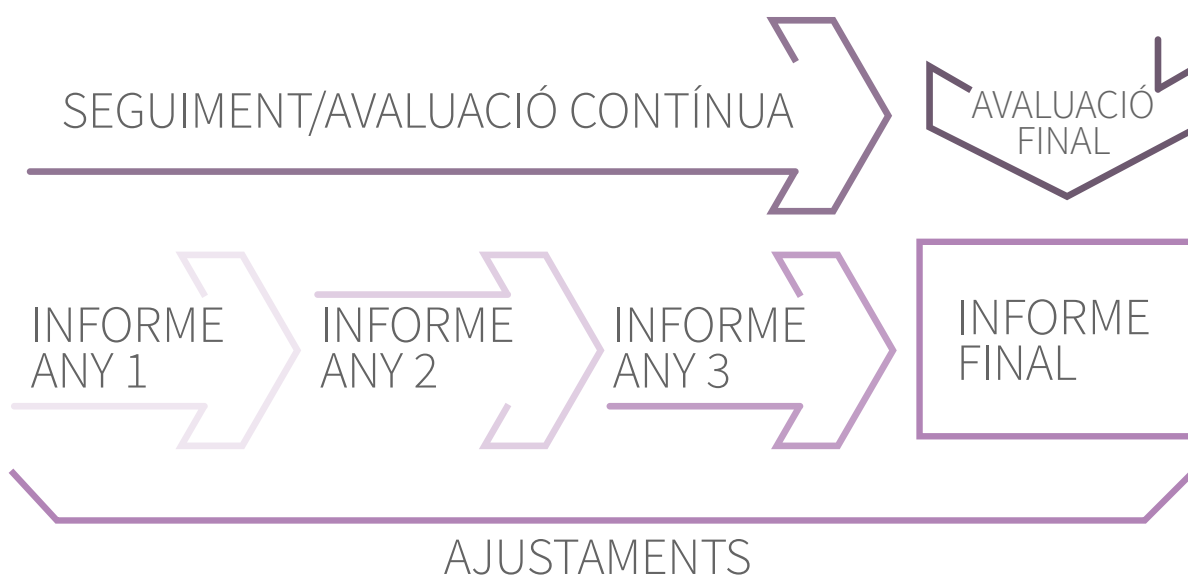 SEGUIMENT/AVALUACIÓ CONTÍNUA
AVALUACIÓ
FINAL
INFORME
ANY 1
INFORME
ANY 2
INFORME
ANY 3
INFORME
FINAL
AJUSTAMENTS